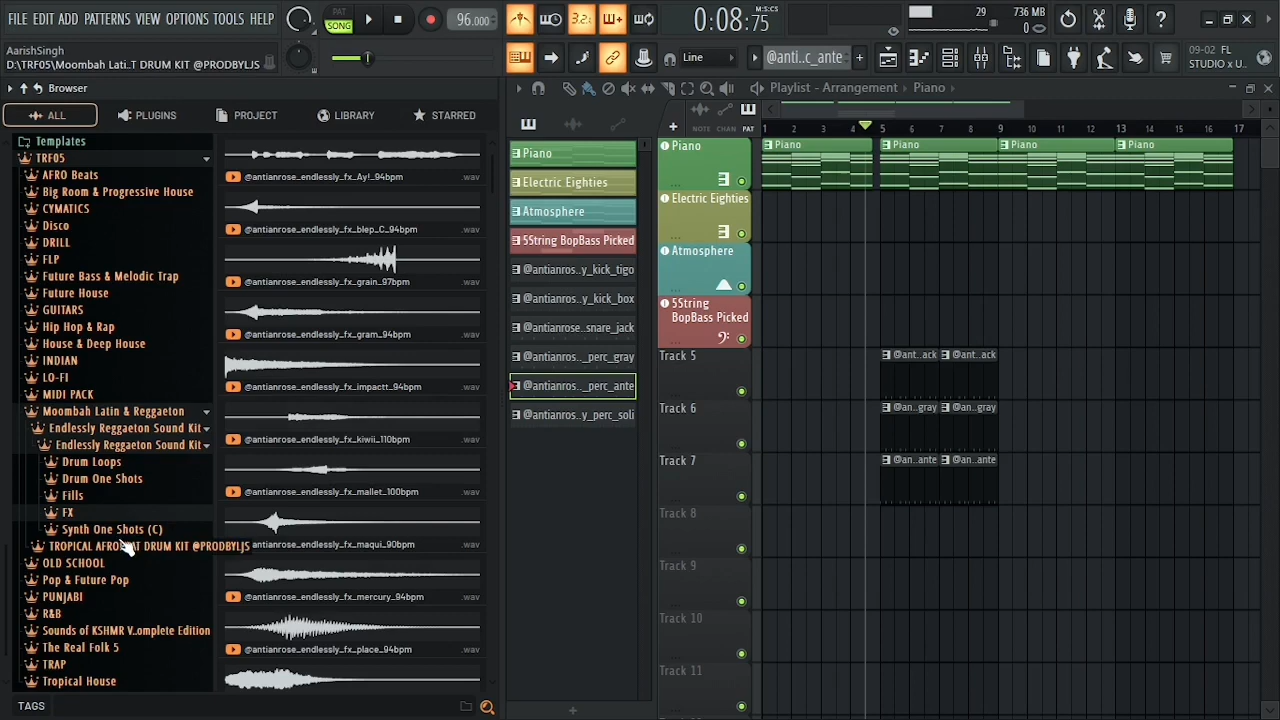 FILE EDIT ADD PATTERNS VIEW OPTIONS TOOLS HELP
PAT
SONG
96.000
3.2
0:08:75
M:S:CS
29
736 MB
0
AarishSingh
D:\TRF05\Moombah Lati..T DRUM KIT @PRODBYLJS
Line
@anti..c_ante
09-02 FL
STUDIO x U..
Browser
ALL
PLUGINS
PROJECT
LIBRARY
STARRED
Templates
TRF05
AFRO Beats
Big Room & Progressive House
CYMATICS
Disco
DRILL
FLP
Future Bass & Melodic Trap
Future House
GUITARS
Hip Hop & Rap
House & Deep House
INDIAN
LO-FI
MIDI PACK
Moombah Latin & Reggaeton
Endlessly Reggaeton Sound Kit
Endlessly Reggaeton Sound Kit
Drum Loops
Drum One Shots
Fills
FX
Synth One Shots (C)
TROPICAL DRUM KIT @PRODBYLJS
OLD SCHOOL
Pop & Future Pop
PUNJABI
R&B
Sounds of KSHMR V..omplete Edition
The Real Folk 5
TRAP
Tropical House
TAGS
@antianrose_endlessly_fx_Ay!_94bpm .wav
@antianrose_endlessly_fx_blep_C_94bpm .wav
@antianrose_endlessly_fx_grain_97bpm .wav
@antianrose_endlessly_fx_gram_94bpm .wav
@antianrose_endlessly_fx_impactt_94bpm .wav
@antianrose_endlessly_fx_kiwii_110bpm .wav
@antianrose_endlessly_fx_mallet_100bpm .wav
antianrose_endlessly_fx_maqui_90bpm .wav
@antianrose_endlessly_fx_mercury_94bpm .wav
@antianrose_endlessly_fx_place_94bpm .wav
Piano
Electric Eighties
Atmosphere
5String BopBass Picked
@antianros..y_kick_tigo
@antianros..y_kick_box
@antianrose..snare_jack
@antianros.._perc_gray
@antianros.._perc_ante
@antianros..y_perc_soli
Playlist - Arrangement Piano
NOTE CHAN PAT
1 2 3 4 5 6 7 8 9 10 11 12 13 14 15 16 17
Piano
Piano Piano Piano Piano
Electric Eighties
Atmosphere
5String
BopBass Picked
Track 5
@ant..ack @ant..ack
Track 6
@an..gray @an..gray
Track 7
@an..ante @an..ante
Track 8
Track 9
Track 10
Track 11